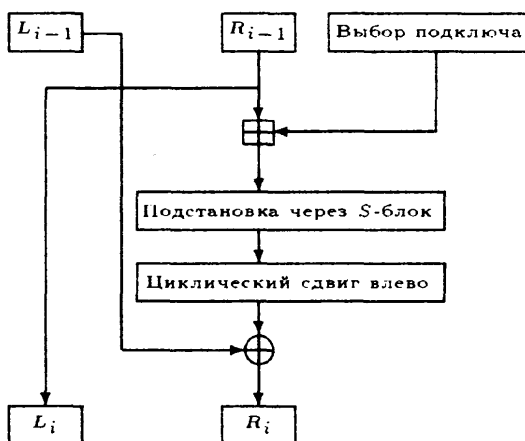 L_{i-1}
R_{i-1}
Выбор подключа
Подстановка через S-блок
Циклический сдвиг влево
L_i
R_i